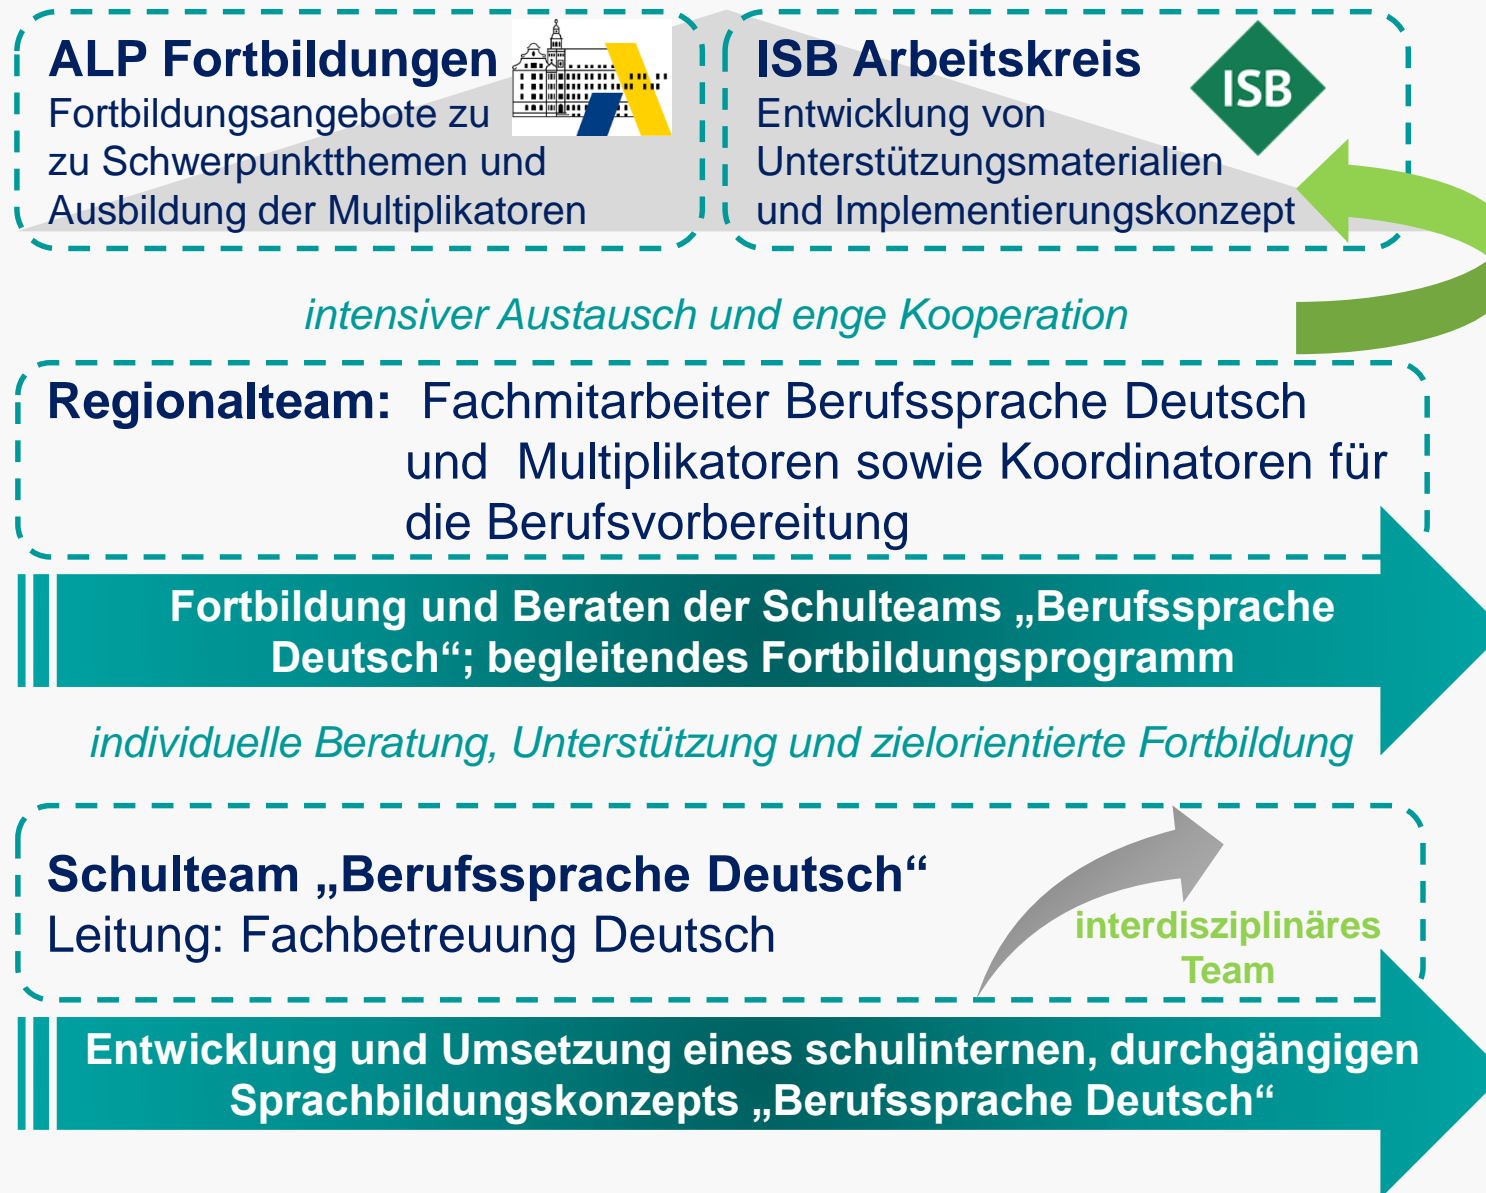 ALP Fortbildungen
Fortbildungsangebote zu
zu Schwerpunktthemen und
Ausbildung der Multiplikatoren
ISB Arbeitskreis
Entwicklung von
Unterstützungsmaterialien
und Implementierungskonzept
ISB
intensiver Austausch und enge Kooperation
Regionalteam: Fachmitarbeiter Berufssprache Deutsch
und Multiplikatoren sowie Koordinatoren für
die Berufsvorbereitung
Fortbildung und Beraten der Schulteams „Berufssprache
Deutsch“; begleitendes Fortbildungsprogramm
individuelle Beratung, Unterstützung und zielorientierte Fortbildung
Schulteam „Berufssprache Deutsch“
Leitung: Fachbetreuung Deutsch
interdisziplinäres
Team
Entwicklung und Umsetzung eines schulinternen, durchgängigen
Sprachbildungskonzepts „Berufssprache Deutsch“